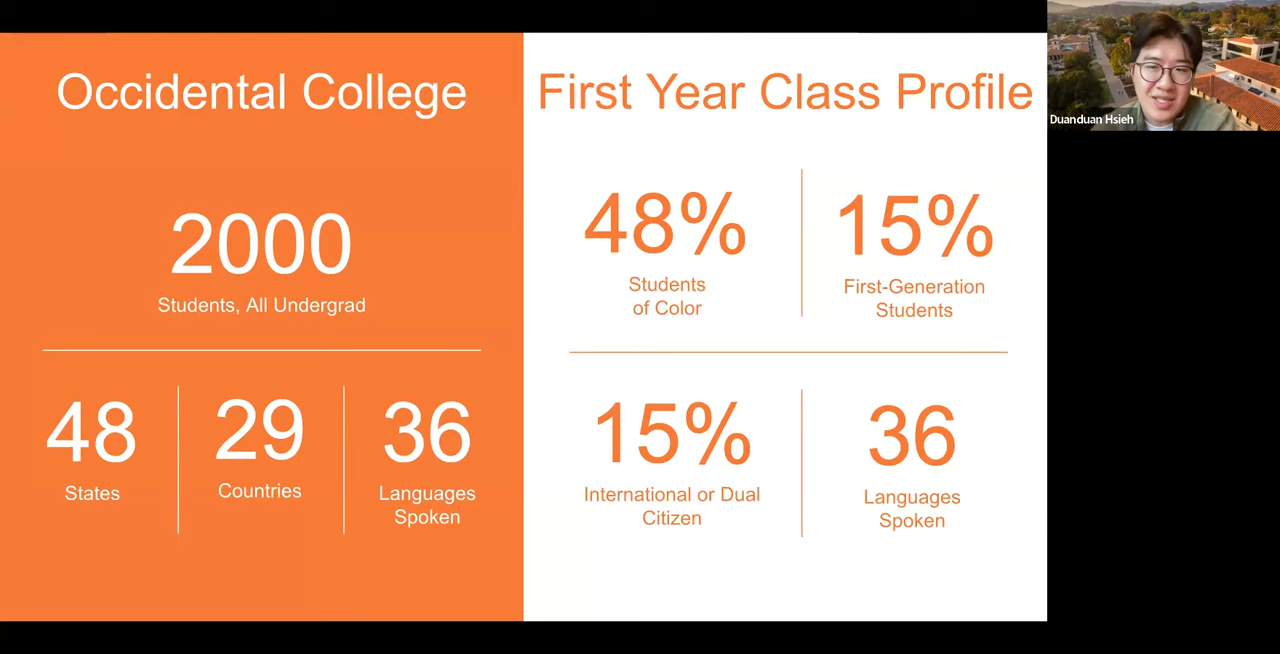 Occidental College
2000
Students, All Undergrad
48
States
29
Countries
36
Languages
Spoken
First Year Class Profile
48%
Students
of Color
15%
First-Generation
Students
15%
International or Dual
Citizen
36
Languages
Spoken
Duanduan Hsieh